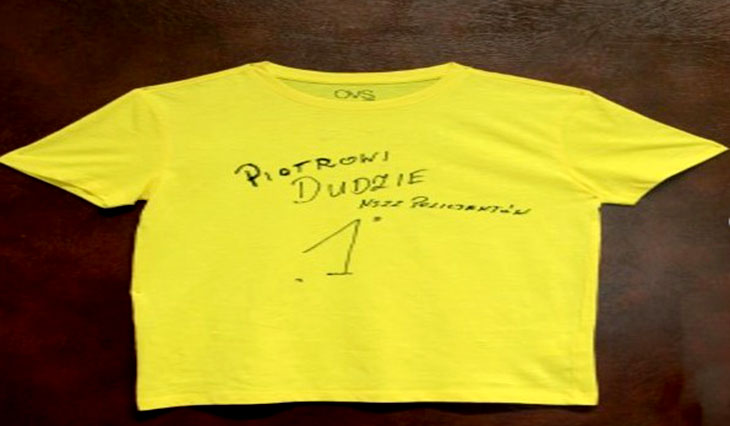 OVS
PIOTROWI
DUDZIE
NSZZ POLICJANTÓW
1